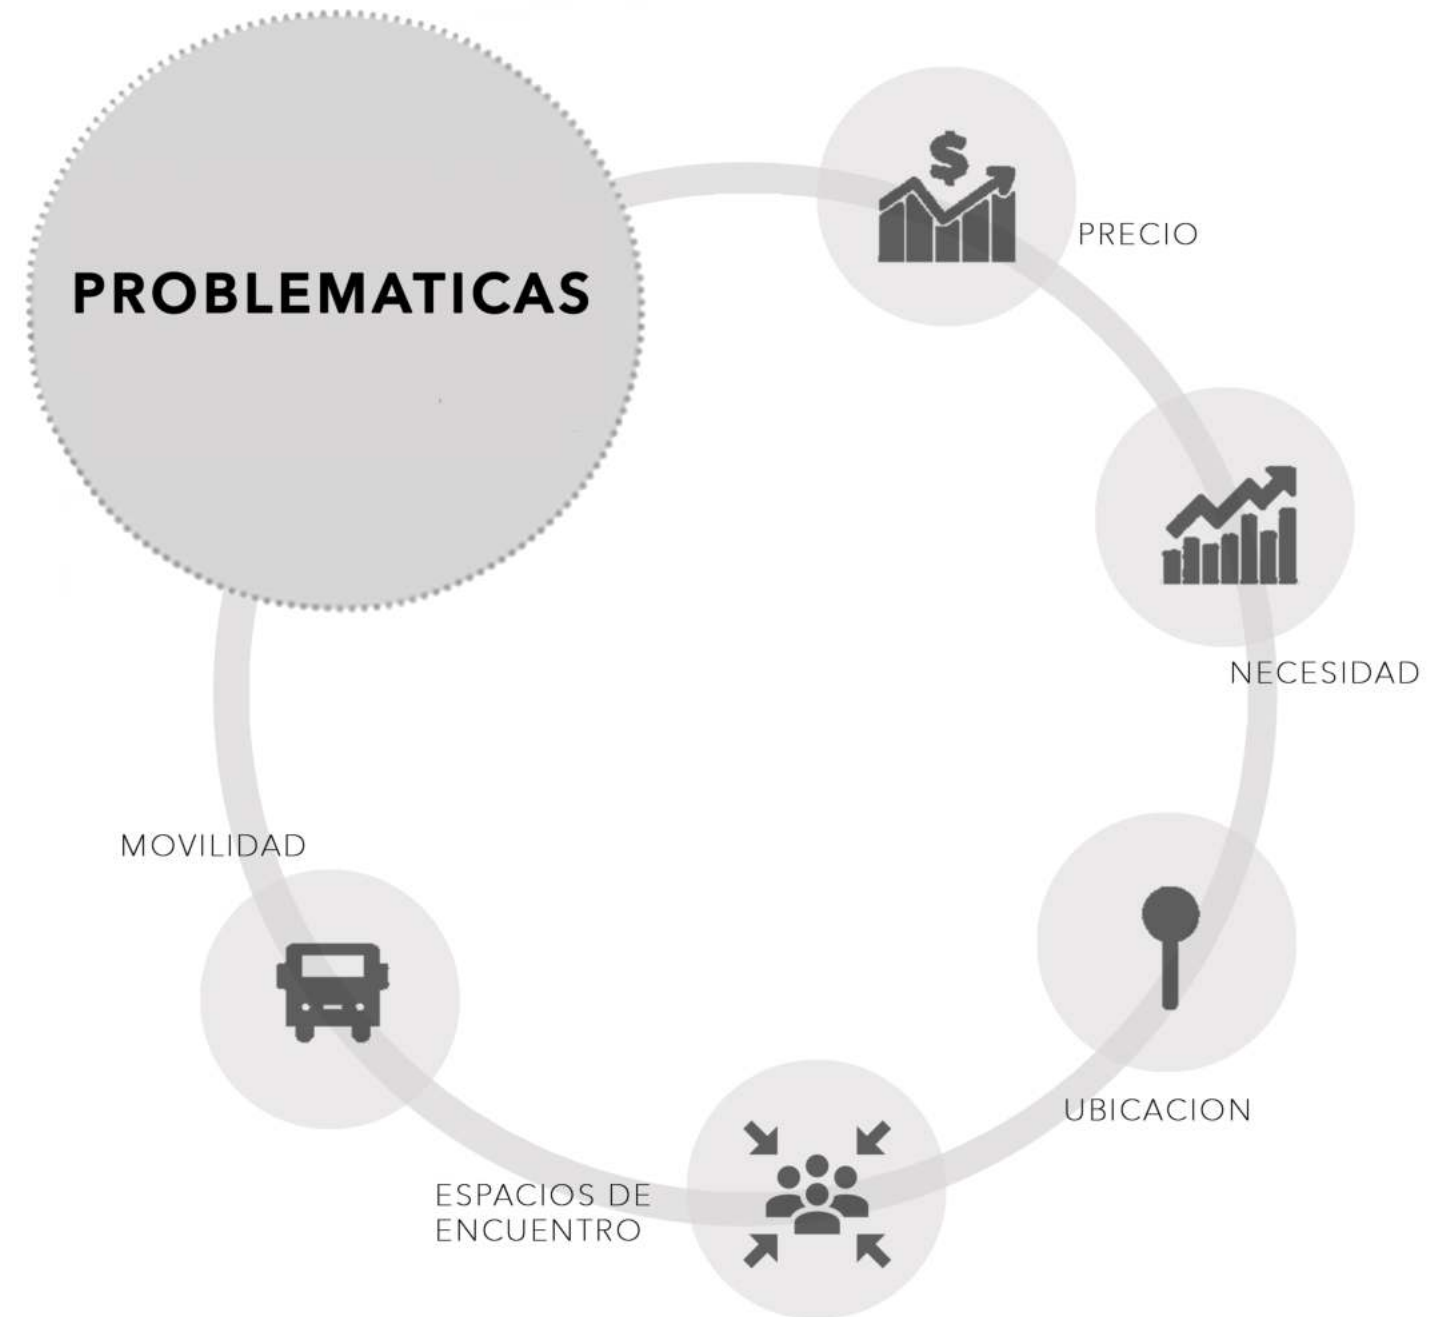 PROBLEMATICAS
PRECIO
NECESIDAD
UBICACION
ESPACIOS DE
ENCUENTRO
MOVILIDAD